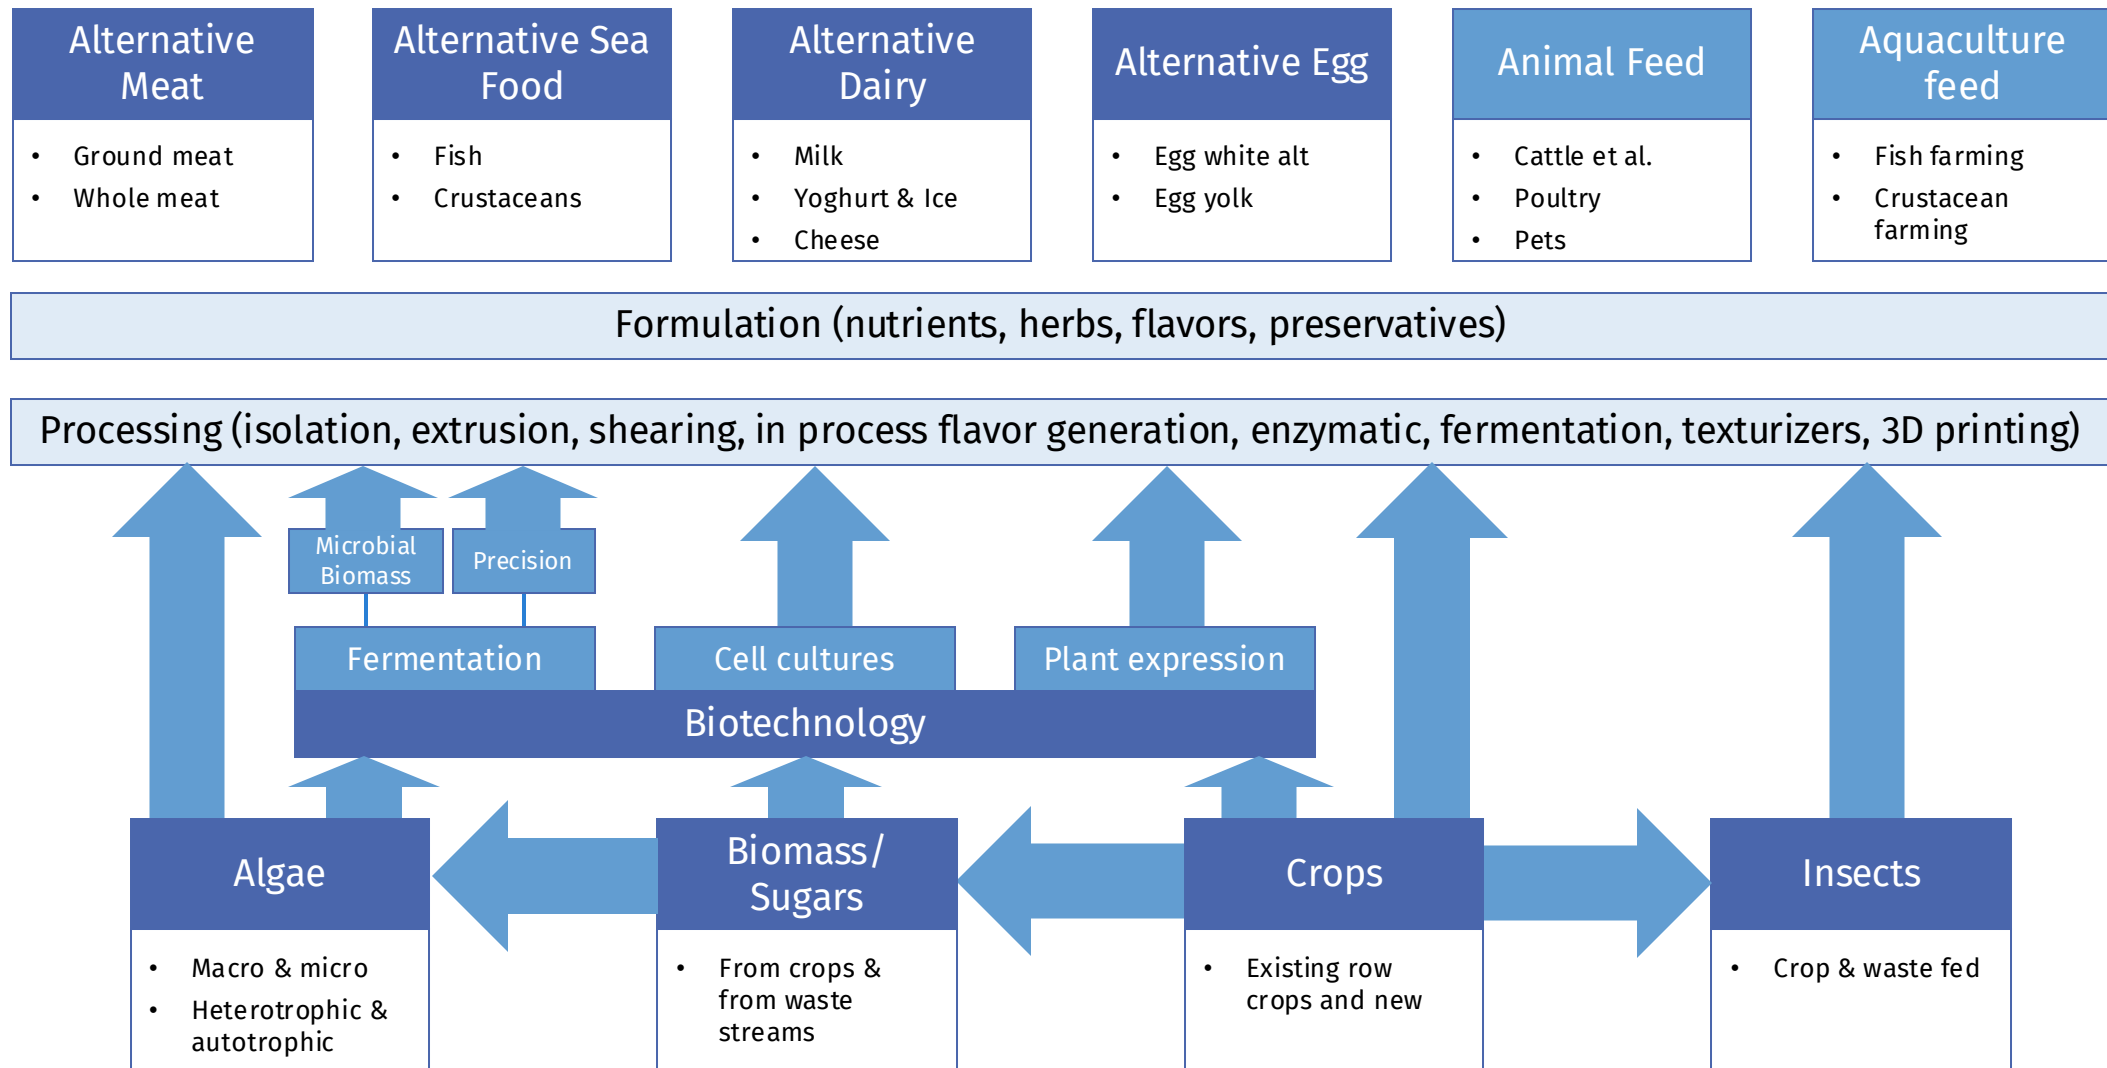 Alternative
Meat
• Ground meat
• Whole meat
Alternative Sea
Food
• Fish
• Crustaceans
Alternative
Dairy
• Milk
• Yoghurt & Ice
• Cheese
Alternative Egg
• Egg white alt
• Egg yolk
Animal Feed
• Cattle et al.
• Poultry
• Pets
Aquaculture
feed
• Fish farming
• Crustacean
farming
Formulation (nutrients, herbs, flavors, preservatives)
Processing (isolation, extrusion, shearing, in process flavor generation, enzymatic, fermentation, texturizers, 3D printing)
Microbial
Biomass
Precision
Fermentation
Cell cultures
Plant expression
Biotechnology
Algae
• Macro & micro
• Heterotrophic &
autotrophic
Biomass/
Sugars
• From crops &
from waste
streams
Crops
• Existing row
crops and new
Insects
• Crop & waste fed